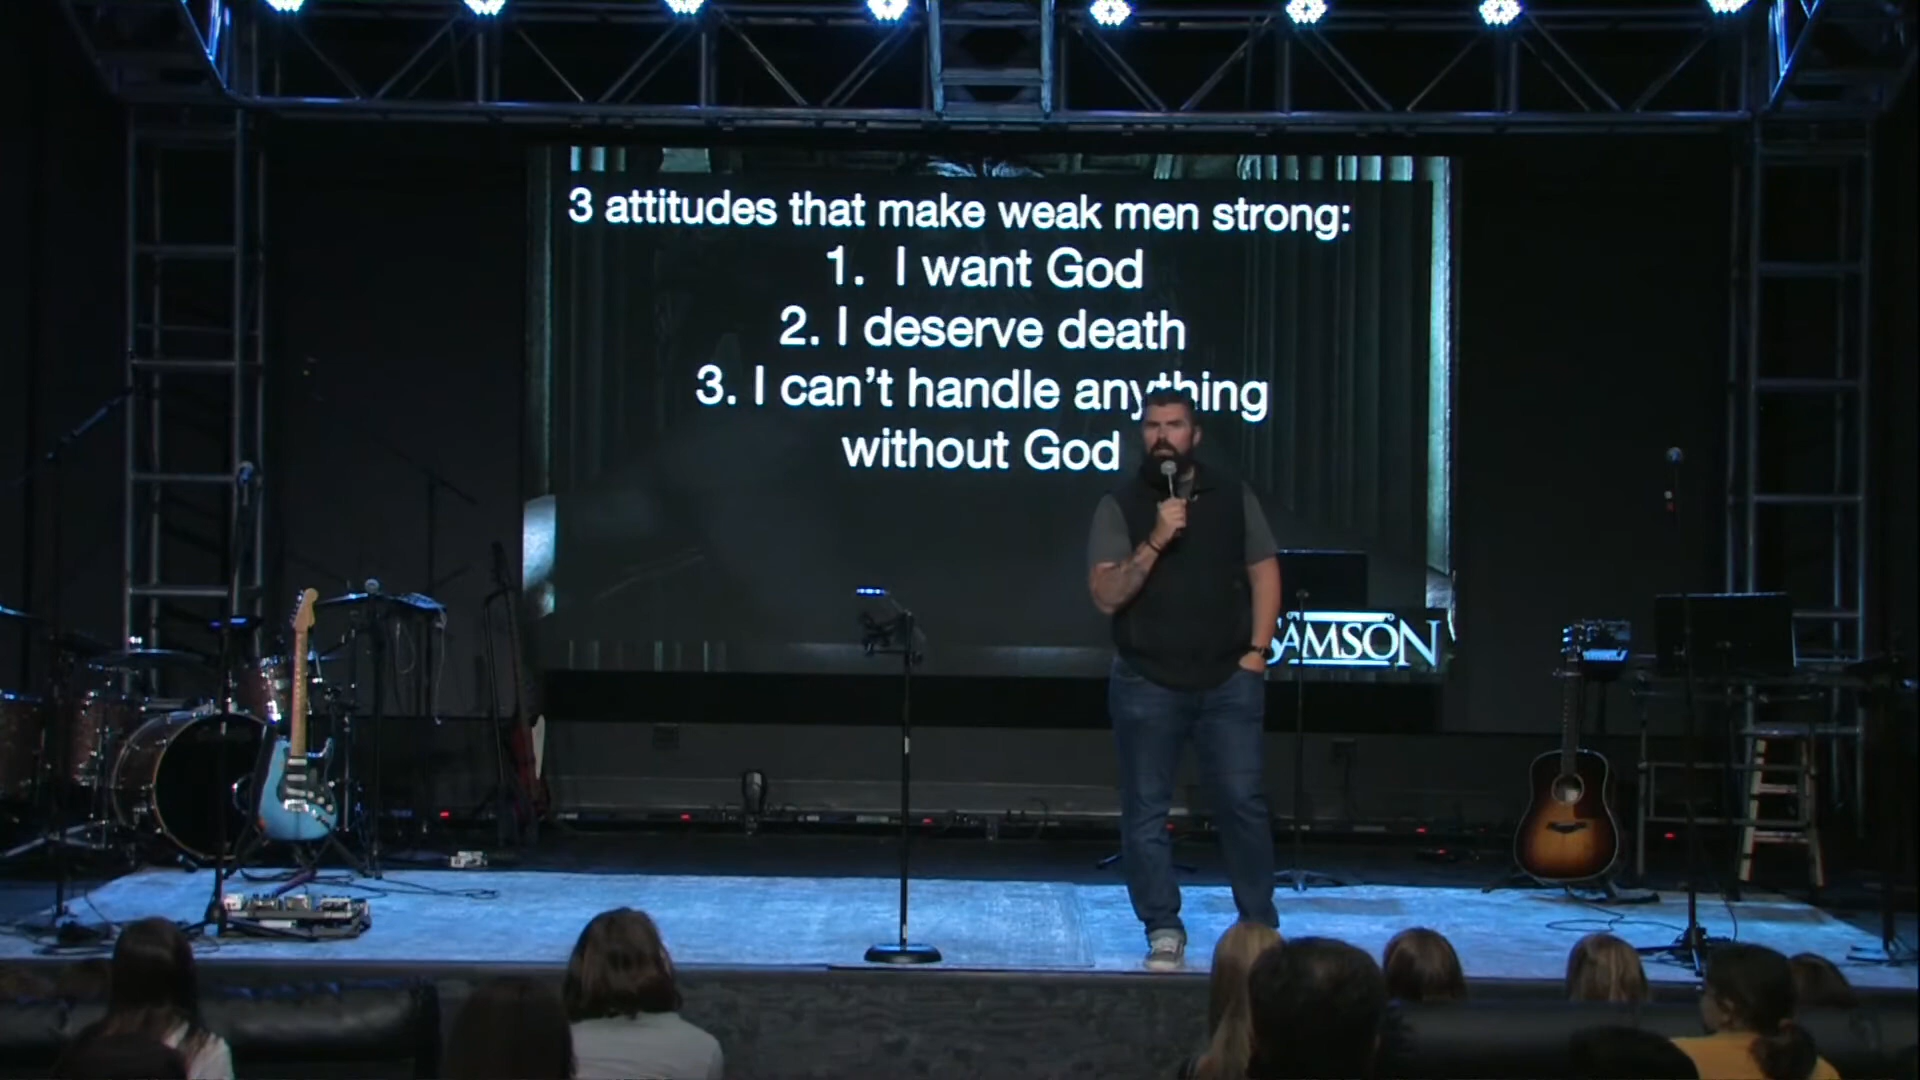 3 attitudes that make weak men strong:
1. I want God
2. I deserve death
3. I can't handle anything
without God
SAMSON